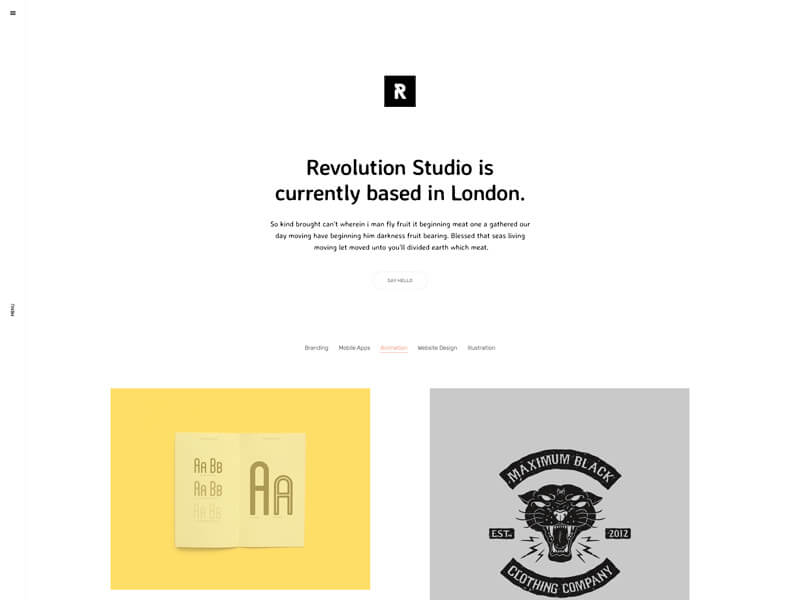 R
Revolution Studio is
currently based in London.
So kind brought can't wherein i man fly fruit it beginning meat one a gathered our
day moving have beginning him darkness fruit bearing. Blessed that seas living
moving let moved unto you'll divided earth which meat.
SAY HELLO
MENU
Branding Mobile Apps Animation Website Design Illustration
AA BB
AA BB
AA BB
AA
MAXIMUM BLACK
EST. 2012
CLOTHING COMPANY